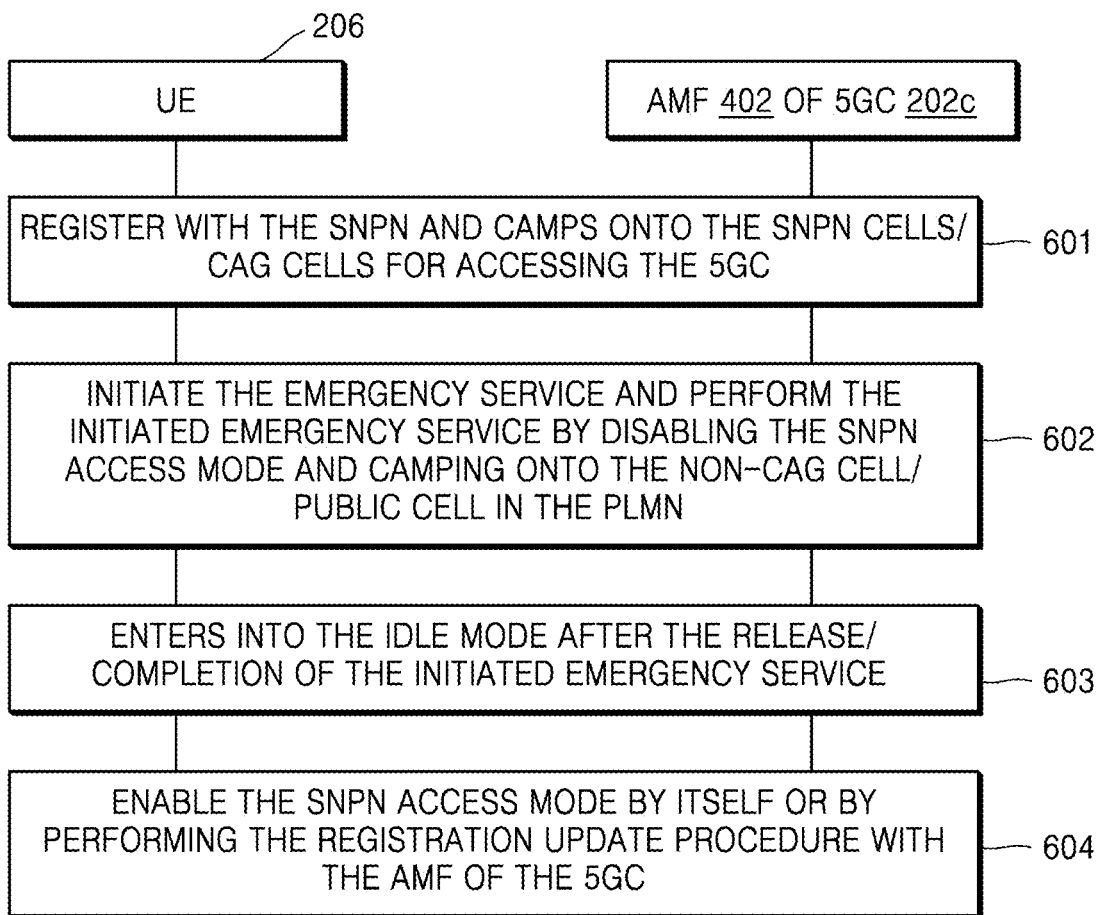 206
UE
AMF 402 OF 5GC 202c
REGISTER WITH THE SNPN AND CAMPS ONTO THE SNPN CELLS/
CAG CELLS FOR ACCESSING THE 5GC
601
INITIATE THE EMERGENCY SERVICE AND PERFORM THE
INITIATED EMERGENCY SERVICE BY DISABLING THE SNPN
ACCESS MODE AND CAMPING ONTO THE NON-CAG CELL/
PUBLIC CELL IN THE PLMN
602
ENTERS INTO THE IDLE MODE AFTER THE RELEASE/
COMPLETION OF THE INITIATED EMERGENCY SERVICE
603
ENABLE THE SNPN ACCESS MODE BY ITSELF OR BY
PERFORMING THE REGISTRATION UPDATE PROCEDURE WITH
THE AMF OF THE 5GC
604